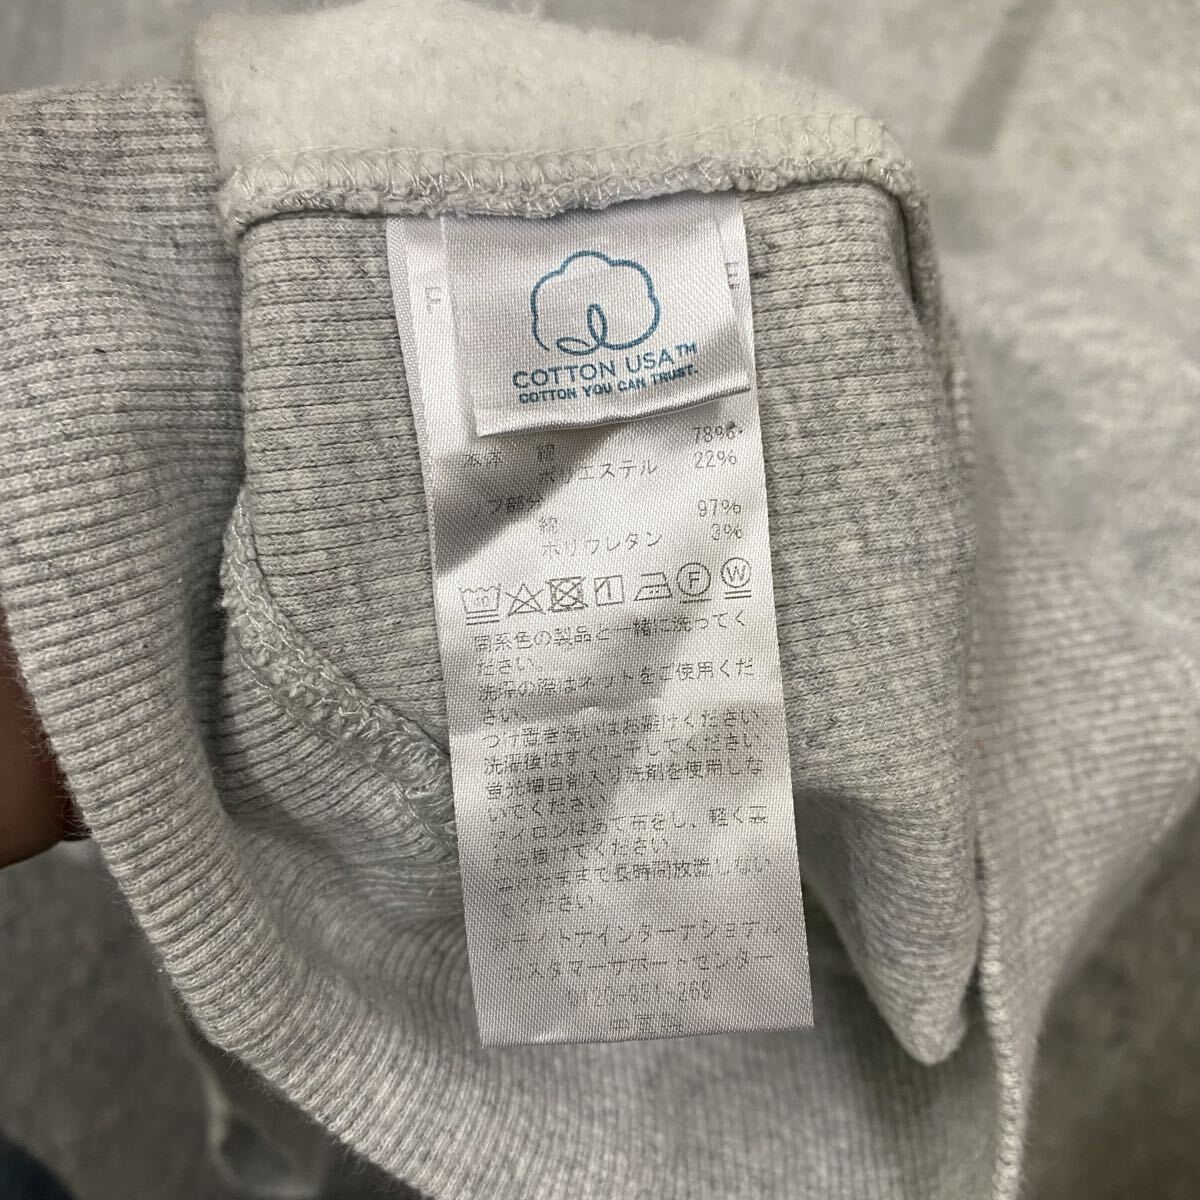 COTTON USA™
COTTON YOU CAN TRUST.
本体 綿 78%
ポリエステル 22%
綿 97%
ポリウレタン 3%
同系色の製品と一緒に洗ってく
ださい。
洗濯の際はネットをご使用くだ
さい。
つけ置き洗いはお避けください。
洗濯後はすぐに干してください。
蛍光増白剤入り洗剤を使用しな
いでください。
アイロンはあて布をし、軽く表
から掛けてください。
ぬれたままで長時間放置しない
でください。
カスタマーサポートセンター
中国製